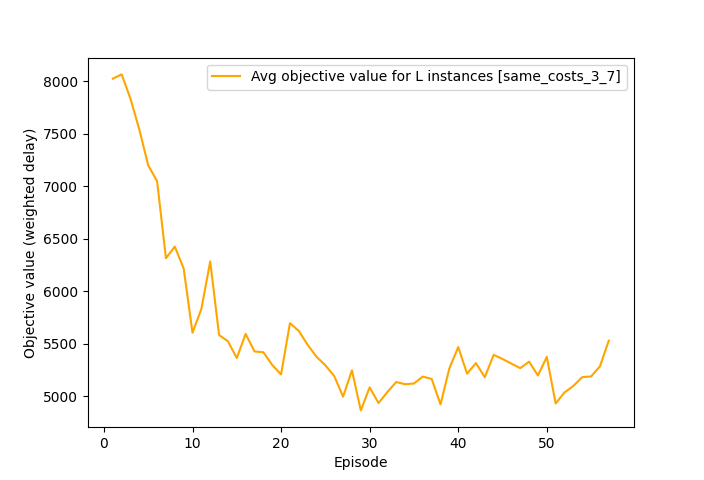 Avg objective value for L instances [same_costs_3_7]
8000
7500
7000
6500
6000
5500
5000
Objective value (weighted delay)
0 10 20 30 40 50
Episode